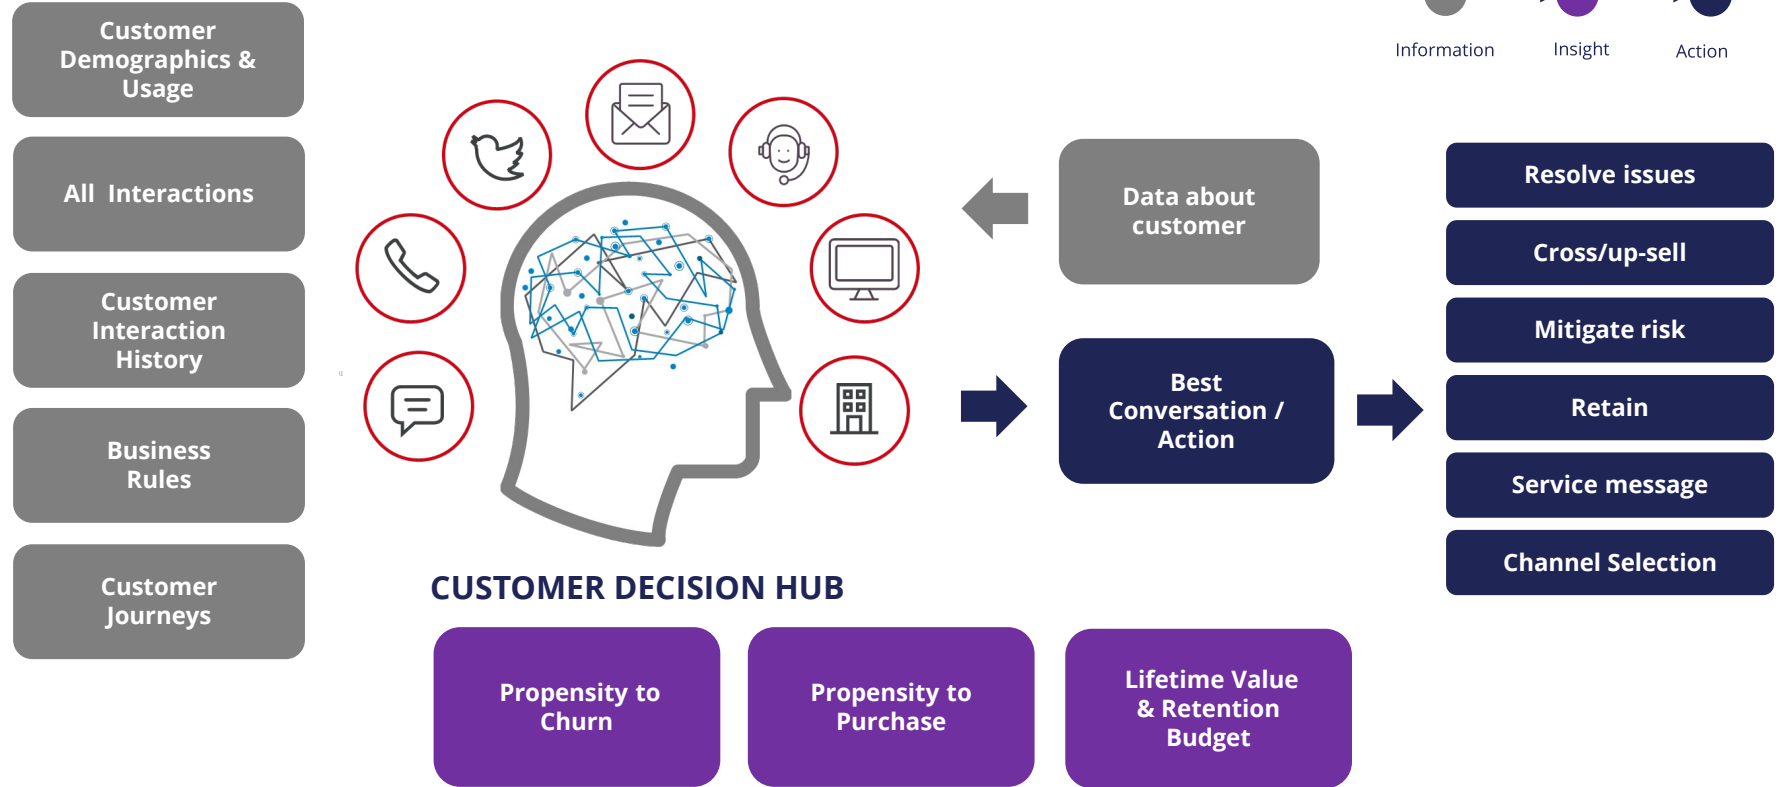 Customer
Demographics &
Usage
All Interactions
Customer
Interaction
History
Business
Rules
Customer
Journeys
Information
Insight
Action
Data about
customer
Best
Conversation /
Action
Resolve issues
Cross/up-sell
Mitigate risk
Retain
Service message
Channel Selection
CUSTOMER DECISION HUB
Propensity to
Churn
Propensity to
Purchase
Lifetime Value
& Retention
Budget